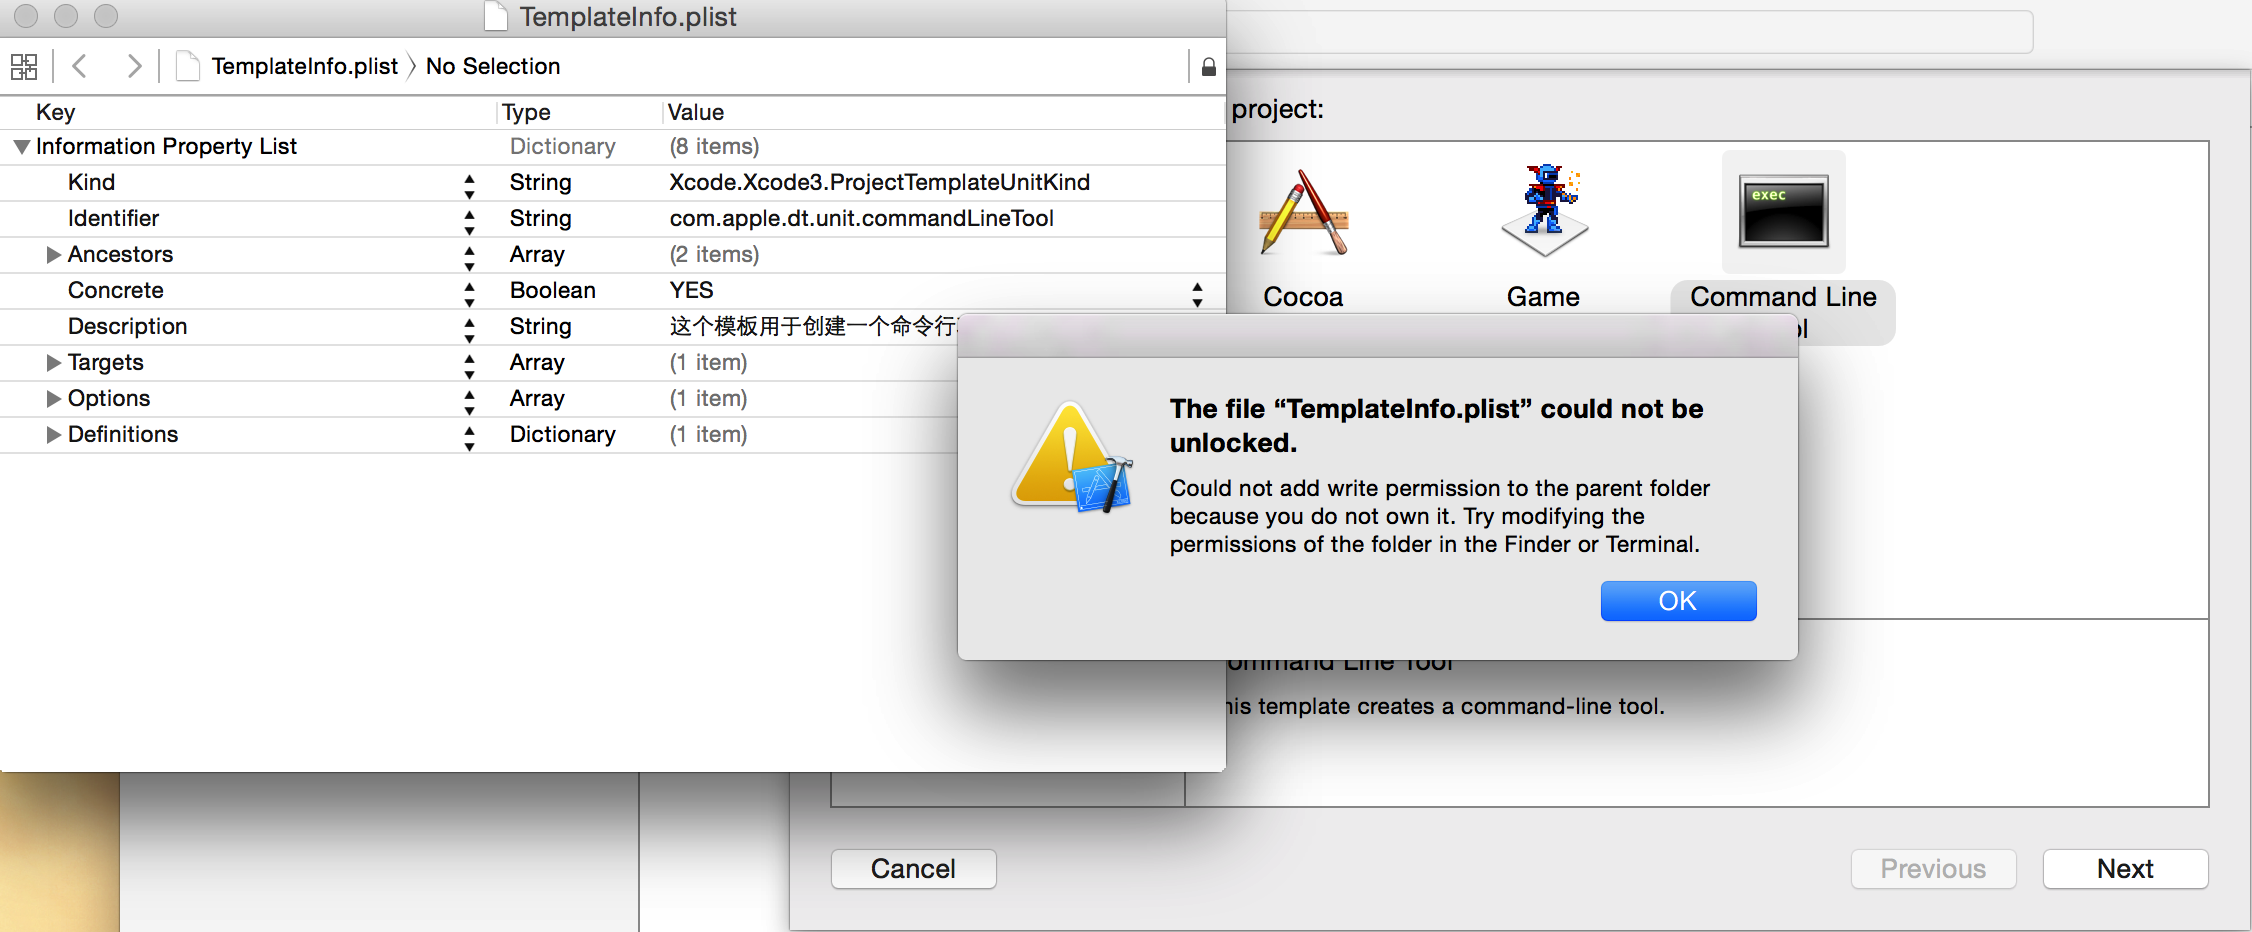 TemplateInfo.plist
TemplateInfo.plist No Selection
Key Type Value
Information Property List Dictionary (8 items)
Kind String Xcode.Xcode3.ProjectTemplateUnitKind
Identifier String com.apple.dt.unit.commandLineTool
Ancestors Array (2 items)
Concrete Boolean YES
Description String 这个模板用于创建一个命令行
Targets Array (1 item)
Options Array (1 item)
Definitions Dictionary (1 item)
project:
exec
Cocoa
Game
Command Line
The file “TemplateInfo.plist” could not be
unlocked.
Could not add write permission to the parent folder
because you do not own it. Try modifying the
permissions of the folder in the Finder or Terminal.
OK
Command Line Tool
This template creates a command-line tool.
Cancel
Previous
Next